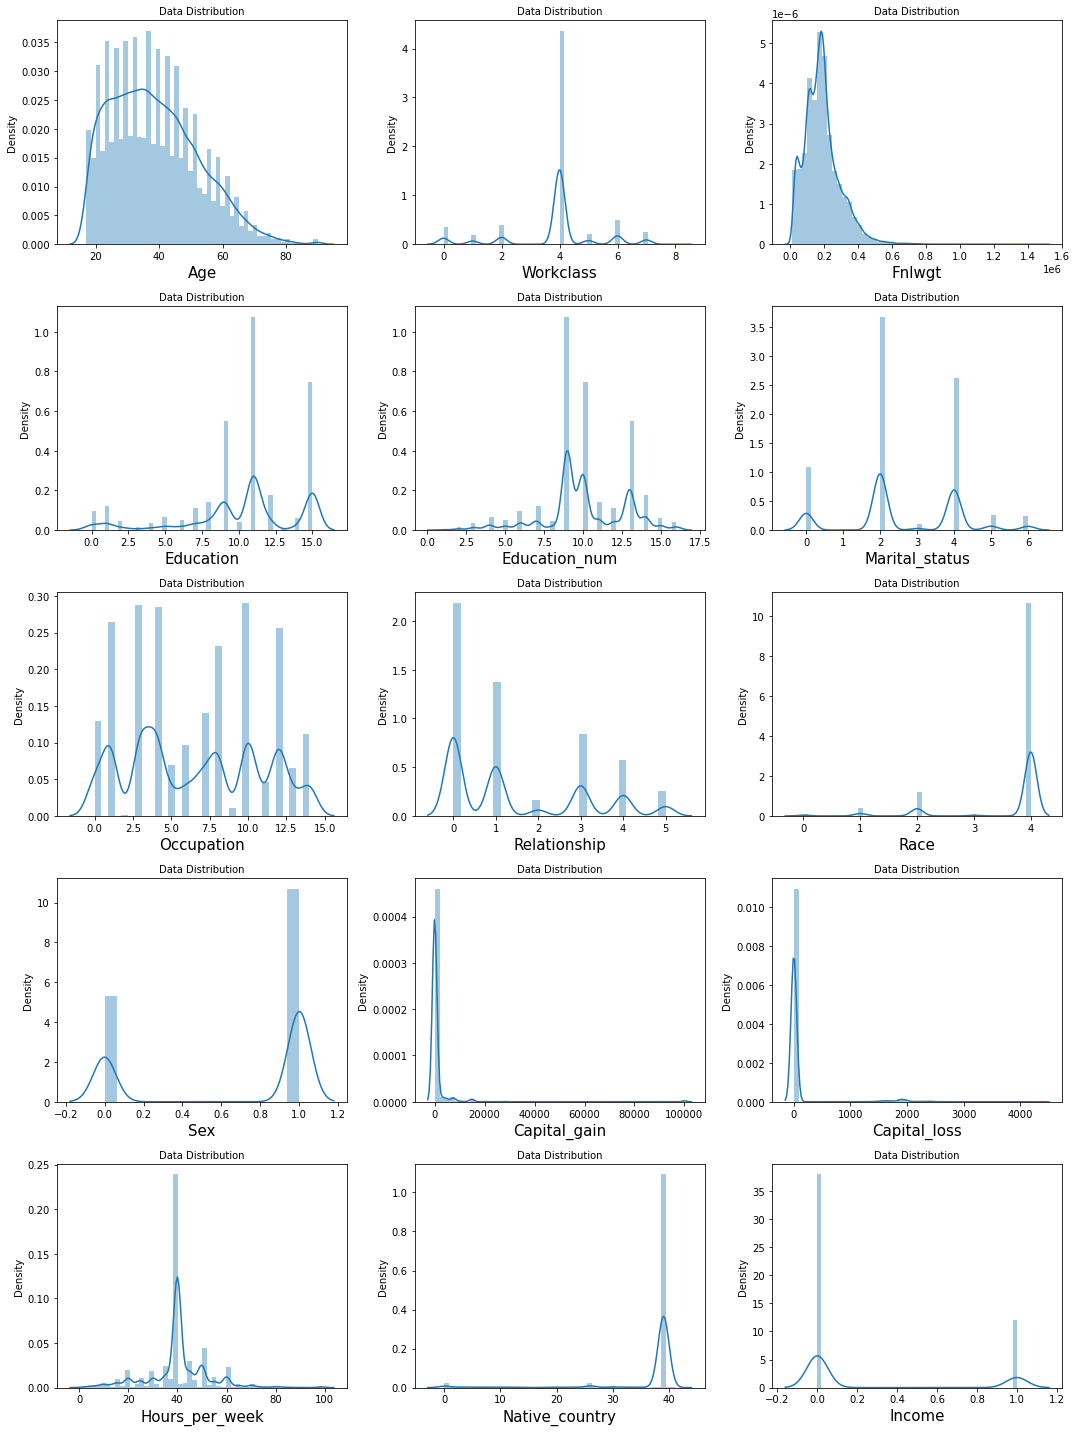 Data Distribution
Density
0.035
0.030
0.025
0.020
0.015
0.010
0.005
0.000
20 40 60 80
Age
Data Distribution
Density
4
3
2
1
0
0 2 4 6 8
Workclass
Data Distribution
1e−6
Density
5
4
3
2
1
0
0.0 0.2 0.4 0.6 0.8 1.0 1.2 1.4 1.6
1e6
Fnlwgt
Data Distribution
Density
1.0
0.8
0.6
0.4
0.2
0.0
0.0 2.5 5.0 7.5 10.0 12.5 15.0
Education
Data Distribution
Density
1.0
0.8
0.6
0.4
0.2
0.0
0.0 2.5 5.0 7.5 10.0 12.5 15.0 17.5
Education_num
Data Distribution
Density
3.5
3.0
2.5
2.0
1.5
1.0
0.5
0.0
0 1 2 3 4 5 6
Marital_status
Data Distribution
Density
0.30
0.25
0.20
0.15
0.10
0.05
0.00
0.0 2.5 5.0 7.5 10.0 12.5 15.0
Occupation
Data Distribution
Density
2.0
1.5
1.0
0.5
0.0
0 1 2 3 4 5
Relationship
Data Distribution
Density
10
8
6
4
2
0
0 1 2 3 4
Race
Data Distribution
Density
10
8
6
4
2
0
−0.2 0.0 0.2 0.4 0.6 0.8 1.0 1.2
Sex
Data Distribution
Density
0.0004
0.0003
0.0002
0.0001
0.0000
0 20000 40000 60000 80000 100000
Capital_gain
Data Distribution
Density
0.010
0.008
0.006
0.004
0.002
0.000
0 1000 2000 3000 4000
Capital_loss
Data Distribution
Density
0.25
0.20
0.15
0.10
0.05
0.00
0 20 40 60 80 100
Hours_per_week
Data Distribution
Density
1.0
0.8
0.6
0.4
0.2
0.0
0 10 20 30 40
Native_country
Data Distribution
Density
35
30
25
20
15
10
5
0
−0.2 0.0 0.2 0.4 0.6 0.8 1.0 1.2
Income